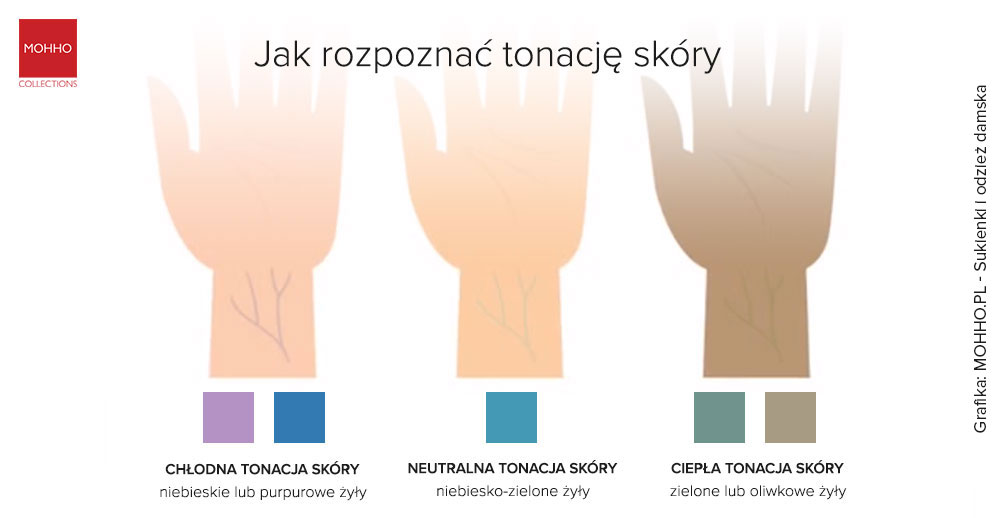 MOHHO
COLLECTIONS
Jak rozpoznać tonację skóry
CHŁODNA TONACJA SKÓRY
niebieskie lub purpurowe żyły
NEUTRALNA TONACJA SKÓRY
niebiesko-zielone żyły
CIEPŁA TONACJA SKÓRY
zielone lub oliwkowe żyły
Grafika: MOHHO.PL - Sukienki i odzież damska